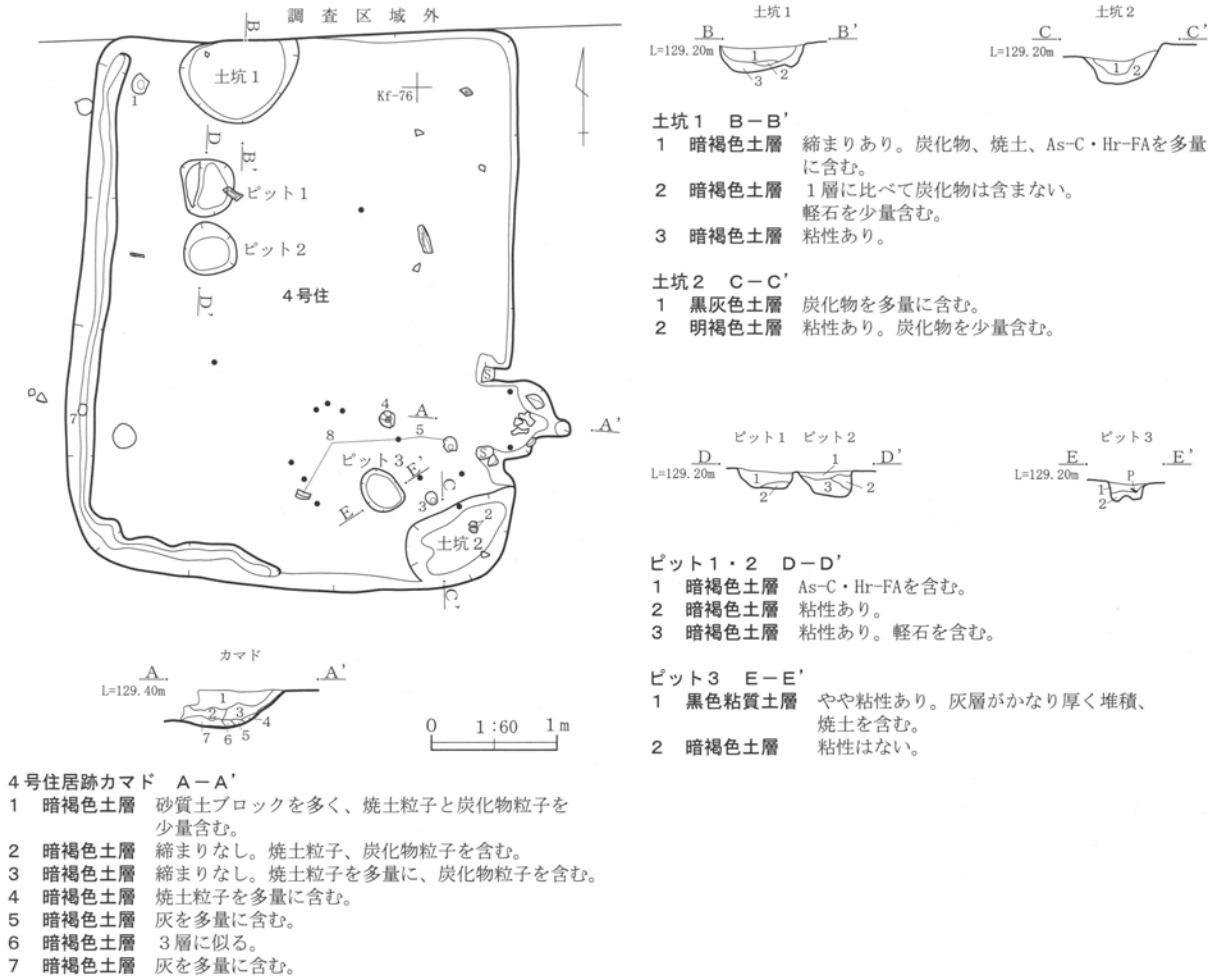 調査区域外
B
土坑1
1
Kf-76
D
B'
ピット1
ピット2
D'
4号住
S
7
4
A
5
A'
8
ピット3
E'
S
C
E
3
2
土坑2
C'
カマド
A
A'
L=129.40m
1
2
3
4
7
6
5
0
1:60
1m
4号住居跡カマド A-A'
1 暗褐色土層 砂質土ブロックを多く、焼土粒子と炭化物粒子を
少量含む。
2 暗褐色土層 締まりなし。焼土粒子、炭化物粒子を含む。
3 暗褐色土層 締まりなし。焼土粒子を多量に、炭化物粒子を含む。
4 暗褐色土層 焼土粒子を多量に含む。
5 暗褐色土層 灰を多量に含む。
6 暗褐色土層 3層に似る。
7 暗褐色土層 灰を多量に含む。
土坑1
B
B'
L=129.20m
1
2
3
土坑2
C
C'
L=129.20m
1
2
土坑1 B-B'
1 暗褐色土層 締まりあり。炭化物、焼土、As-C・Hr-FAを多量
に含む。
2 暗褐色土層 1層に比べて炭化物は含まない。
軽石を少量含む。
3 暗褐色土層 粘性あり。
土坑2 C-C'
1 黒灰色土層 炭化物を多量に含む。
2 明褐色土層 粘性あり。炭化物を少量含む。
ピット1 ピット2
D
D'
L=129.20m
1
1
2
3
2
ピット3
E
E'
L=129.20m
P
1
2
ピット1・2 D-D'
1 暗褐色土層 As-C・Hr-FAを含む。
2 暗褐色土層 粘性あり。
3 暗褐色土層 粘性あり。軽石を含む。
ピット3 E-E'
1 黒色粘質土層 やや粘性あり。灰層がかなり厚く堆積、
焼土を含む。
2 暗褐色土層 粘性はない。